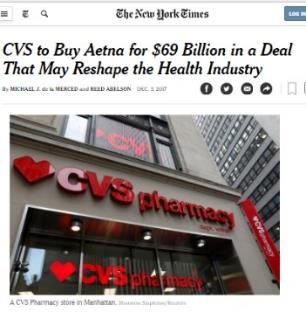 The New York Times
LOG IN
CVS to Buy Aetna for $69 Billion in a Deal
That May Reshape the Health Industry
By MICHAEL J. de la MERCED and REED ABELSON DEC. 3, 2017
CVS pharmacy
CVS pharmacy
A CVS Pharmacy store in Manhattan. Shannon Stapleton/Reuters